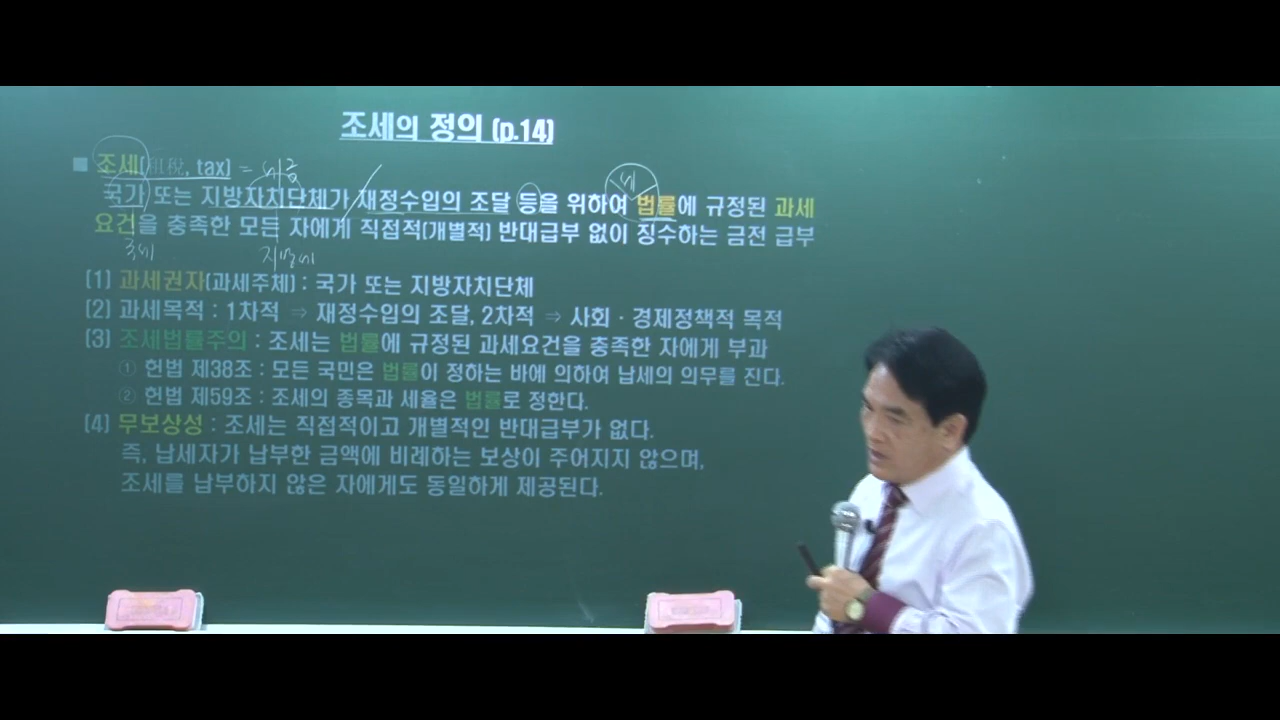 조세의 정의 (p.14)
■ 조세(租稅, tax) = 세금
국가 또는 지방자치단체가 재정수입의 조달 등을 위하여 법률에 규정된 과세
요건을 충족한 모든 자에게 직접적(개별적) 반대급부 없이 징수하는 금전 급부
세
국세
지방세
(1) 과세권자(과세주체) : 국가 또는 지방자치단체
(2) 과세목적 : 1차적 ⇒ 재정수입의 조달, 2차적 ⇒ 사회 · 경제정책적 목적
(3) 조세법률주의 : 조세는 법률에 규정된 과세요건을 충족한 자에게 부과
① 헌법 제38조 : 모든 국민은 법률이 정하는 바에 의하여 납세의 의무를 진다.
② 헌법 제59조 : 조세의 종목과 세율은 법률로 정한다.
(4) 무보상성 : 조세는 직접적이고 개별적인 반대급부가 없다.
즉, 납세자가 납부한 금액에 비례하는 보상이 주어지지 않으며,
조세를 납부하지 않은 자에게도 동일하게 제공된다.